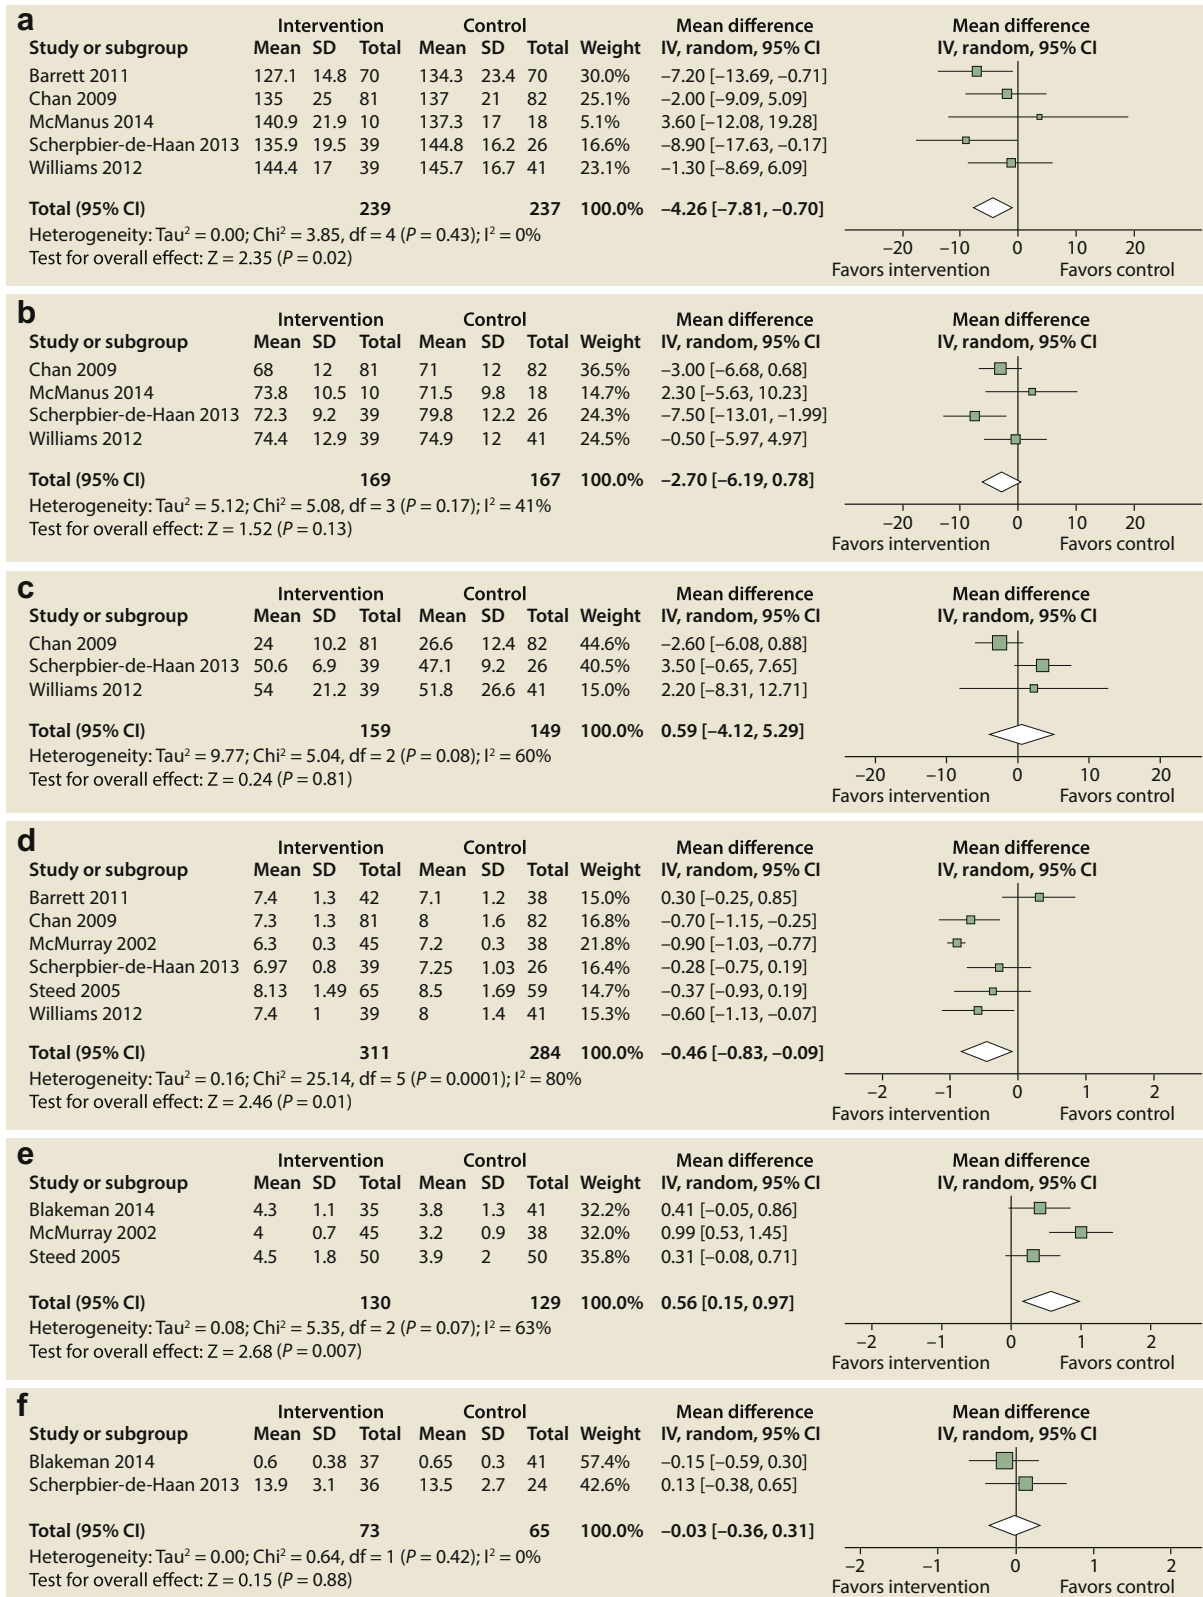 a
Intervention Control Mean difference Mean difference
Study or subgroup Mean SD Total Mean SD Total Weight IV, random, 95% CI IV, random, 95% CI
Barrett 2011 127.1 14.8 70 134.3 23.4 70 30.0% –7.20 [–13.69, –0.71]
Chan 2009 135 25 81 137 21 82 25.1% –2.00 [–9.09, 5.09]
McManus 2014 140.9 21.9 10 137.3 17 18 5.1% 3.60 [–12.08, 19.28]
Scherpbier-de-Haan 2013 135.9 19.5 39 144.8 16.2 26 16.6% –8.90 [–17.63, –0.17]
Williams 2012 144.4 17 39 145.7 16.7 41 23.1% –1.30 [–8.69, 6.09]
Total (95% CI) 239 237 100.0% –4.26 [–7.81, –0.70]
Heterogeneity: Tau² = 0.00; Chi² = 3.85, df = 4 (P = 0.43); I² = 0%
Test for overall effect: Z = 2.35 (P = 0.02)
–20 –10 0 10 20
Favors intervention Favors control
b
Intervention Control Mean difference Mean difference
Study or subgroup Mean SD Total Mean SD Total Weight IV, random, 95% CI IV, random, 95% CI
Chan 2009 68 12 81 71 12 82 36.5% –3.00 [–6.68, 0.68]
McManus 2014 73.8 10.5 10 71.5 9.8 18 14.7% 2.30 [–5.63, 10.23]
Scherpbier-de-Haan 2013 72.3 9.2 39 79.8 12.2 26 24.3% –7.50 [–13.01, –1.99]
Williams 2012 74.4 12.9 39 74.9 12 41 24.5% –0.50 [–5.97, 4.97]
Total (95% CI) 169 167 100.0% –2.70 [–6.19, 0.78]
Heterogeneity: Tau² = 5.12; Chi² = 5.08, df = 3 (P = 0.17); I² = 41%
Test for overall effect: Z = 1.52 (P = 0.13)
–20 –10 0 10 20
Favors intervention Favors control
c
Intervention Control Mean difference Mean difference
Study or subgroup Mean SD Total Mean SD Total Weight IV, random, 95% CI IV, random, 95% CI
Chan 2009 24 10.2 81 26.6 12.4 82 44.6% –2.60 [–6.08, 0.88]
Scherpbier-de-Haan 2013 50.6 6.9 39 47.1 9.2 26 40.5% 3.50 [–0.65, 7.65]
Williams 2012 54 21.2 39 51.8 26.6 41 15.0% 2.20 [–8.31, 12.71]
Total (95% CI) 159 149 100.0% 0.59 [–4.12, 5.29]
Heterogeneity: Tau² = 9.77; Chi² = 5.04, df = 2 (P = 0.08); I² = 60%
Test for overall effect: Z = 0.24 (P = 0.81)
–20 –10 0 10 20
Favors intervention Favors control
d
Intervention Control Mean difference Mean difference
Study or subgroup Mean SD Total Mean SD Total Weight IV, random, 95% CI IV, random, 95% CI
Barrett 2011 7.4 1.3 42 7.1 1.2 38 15.0% 0.30 [–0.25, 0.85]
Chan 2009 7.3 1.3 81 8 1.6 82 16.8% –0.70 [–1.15, –0.25]
McMurray 2002 6.3 0.3 45 7.2 0.3 38 21.8% –0.90 [–1.03, –0.77]
Scherpbier-de-Haan 2013 6.97 0.8 39 7.25 1.03 26 16.4% –0.28 [–0.75, 0.19]
Steed 2005 8.13 1.49 65 8.5 1.69 59 14.7% –0.37 [–0.93, 0.19]
Williams 2012 7.4 1 39 8 1.4 41 15.3% –0.60 [–1.13, –0.07]
Total (95% CI) 311 284 100.0% –0.46 [–0.83, –0.09]
Heterogeneity: Tau² = 0.16; Chi² = 25.14, df = 5 (P = 0.0001); I² = 80%
Test for overall effect: Z = 2.46 (P = 0.01)
–2 –1 0 1 2
Favors intervention Favors control
e
Intervention Control Mean difference Mean difference
Study or subgroup Mean SD Total Mean SD Total Weight IV, random, 95% CI IV, random, 95% CI
Blakeman 2014 4.3 1.1 35 3.8 1.3 41 32.2% 0.41 [–0.05, 0.86]
McMurray 2002 4 0.7 45 3.2 0.9 38 32.0% 0.99 [0.53, 1.45]
Steed 2005 4.5 1.8 50 3.9 2 50 35.8% 0.31 [–0.08, 0.71]
Total (95% CI) 130 129 100.0% 0.56 [0.15, 0.97]
Heterogeneity: Tau² = 0.08; Chi² = 5.35, df = 2 (P = 0.07); I² = 63%
Test for overall effect: Z = 2.68 (P = 0.007)
–2 –1 0 1 2
Favors intervention Favors control
f
Intervention Control Mean difference Mean difference
Study or subgroup Mean SD Total Mean SD Total Weight IV, random, 95% CI IV, random, 95% CI
Blakeman 2014 0.6 0.38 37 0.65 0.3 41 57.4% –0.15 [–0.59, 0.30]
Scherpbier-de-Haan 2013 13.9 3.1 36 13.5 2.7 24 42.6% 0.13 [–0.38, 0.65]
Total (95% CI) 73 65 100.0% –0.03 [–0.36, 0.31]
Heterogeneity: Tau² = 0.00; Chi² = 0.64, df = 1 (P = 0.42); I² = 0%
Test for overall effect: Z = 0.15 (P = 0.88)
–2 –1 0 1 2
Favors intervention Favors control